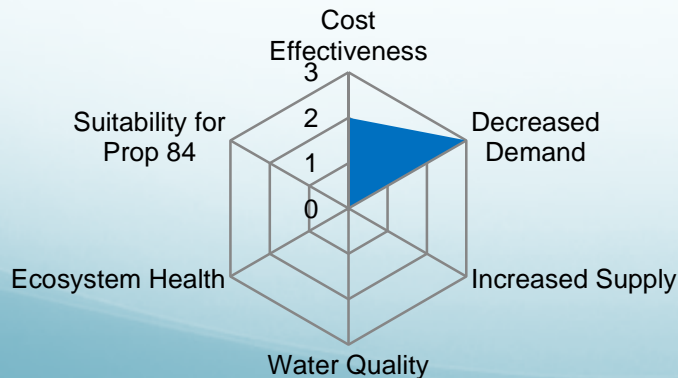 Cost
Effectiveness
3
2
1
0
Decreased
Demand
Increased Supply
Water Quality
Ecosystem Health
Suitability for
Prop 84